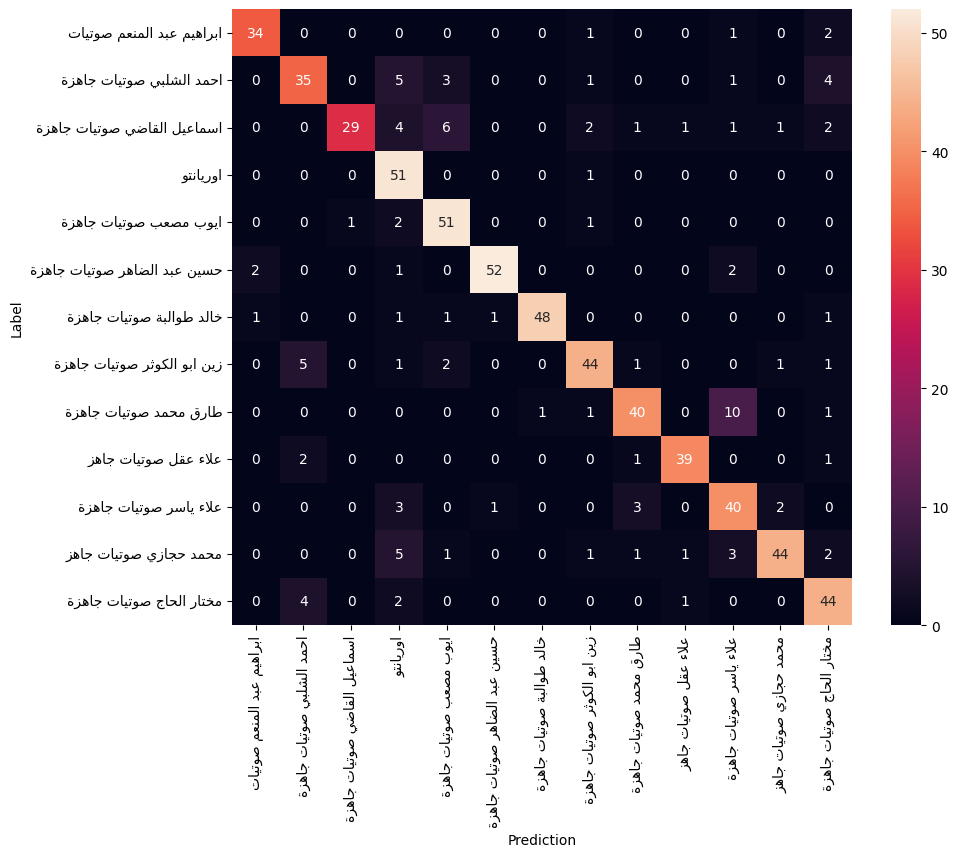 ابراهيم عبد المنعم صوتيات 34 0 0 0 0 0 0 1 0 0 1 0 2
احمد الشلبي صوتيات جاهزة 0 35 0 5 3 0 0 1 0 0 1 0 4
اسماعيل القاضي صوتيات جاهزة 0 0 29 4 6 0 0 2 1 1 1 1 2
اوريانتو 0 0 0 51 0 0 0 1 0 0 0 0 0
ايوب مصعب صوتيات جاهزة 0 0 1 2 51 0 0 1 0 0 0 0 0
حسين عبد الضاهر صوتيات جاهزة 2 0 0 1 0 52 0 0 0 0 2 0 0
خالد طوالبة صوتيات جاهزة 1 0 0 1 1 1 48 0 0 0 0 0 1
زين ابو الكوثر صوتيات جاهزة 0 5 0 1 2 0 0 44 1 0 0 1 1
طارق محمد صوتيات جاهزة 0 0 0 0 0 0 1 1 40 0 10 0 1
علاء عقل صوتيات جاهز 0 2 0 0 0 0 0 0 1 39 0 0 1
علاء ياسر صوتيات جاهزة 0 0 0 3 0 1 0 0 3 0 40 2 0
محمد حجازي صوتيات جاهز 0 0 0 5 1 0 0 1 1 1 3 44 2
مختار الحاج صوتيات جاهزة 0 4 0 2 0 0 0 0 0 1 0 0 44
Label
ابراهيم عبد المنعم صوتيات
احمد الشلبي صوتيات جاهزة
اسماعيل القاضي صوتيات جاهزة
اوريانتو
ايوب مصعب صوتيات جاهزة
حسين عبد الضاهر صوتيات جاهزة
خالد طوالبة صوتيات جاهزة
زين ابو الكوثر صوتيات جاهزة
طارق محمد صوتيات جاهزة
علاء عقل صوتيات جاهز
علاء ياسر صوتيات جاهزة
محمد حجازي صوتيات جاهز
مختار الحاج صوتيات جاهزة
Prediction
50
40
30
20
10
0